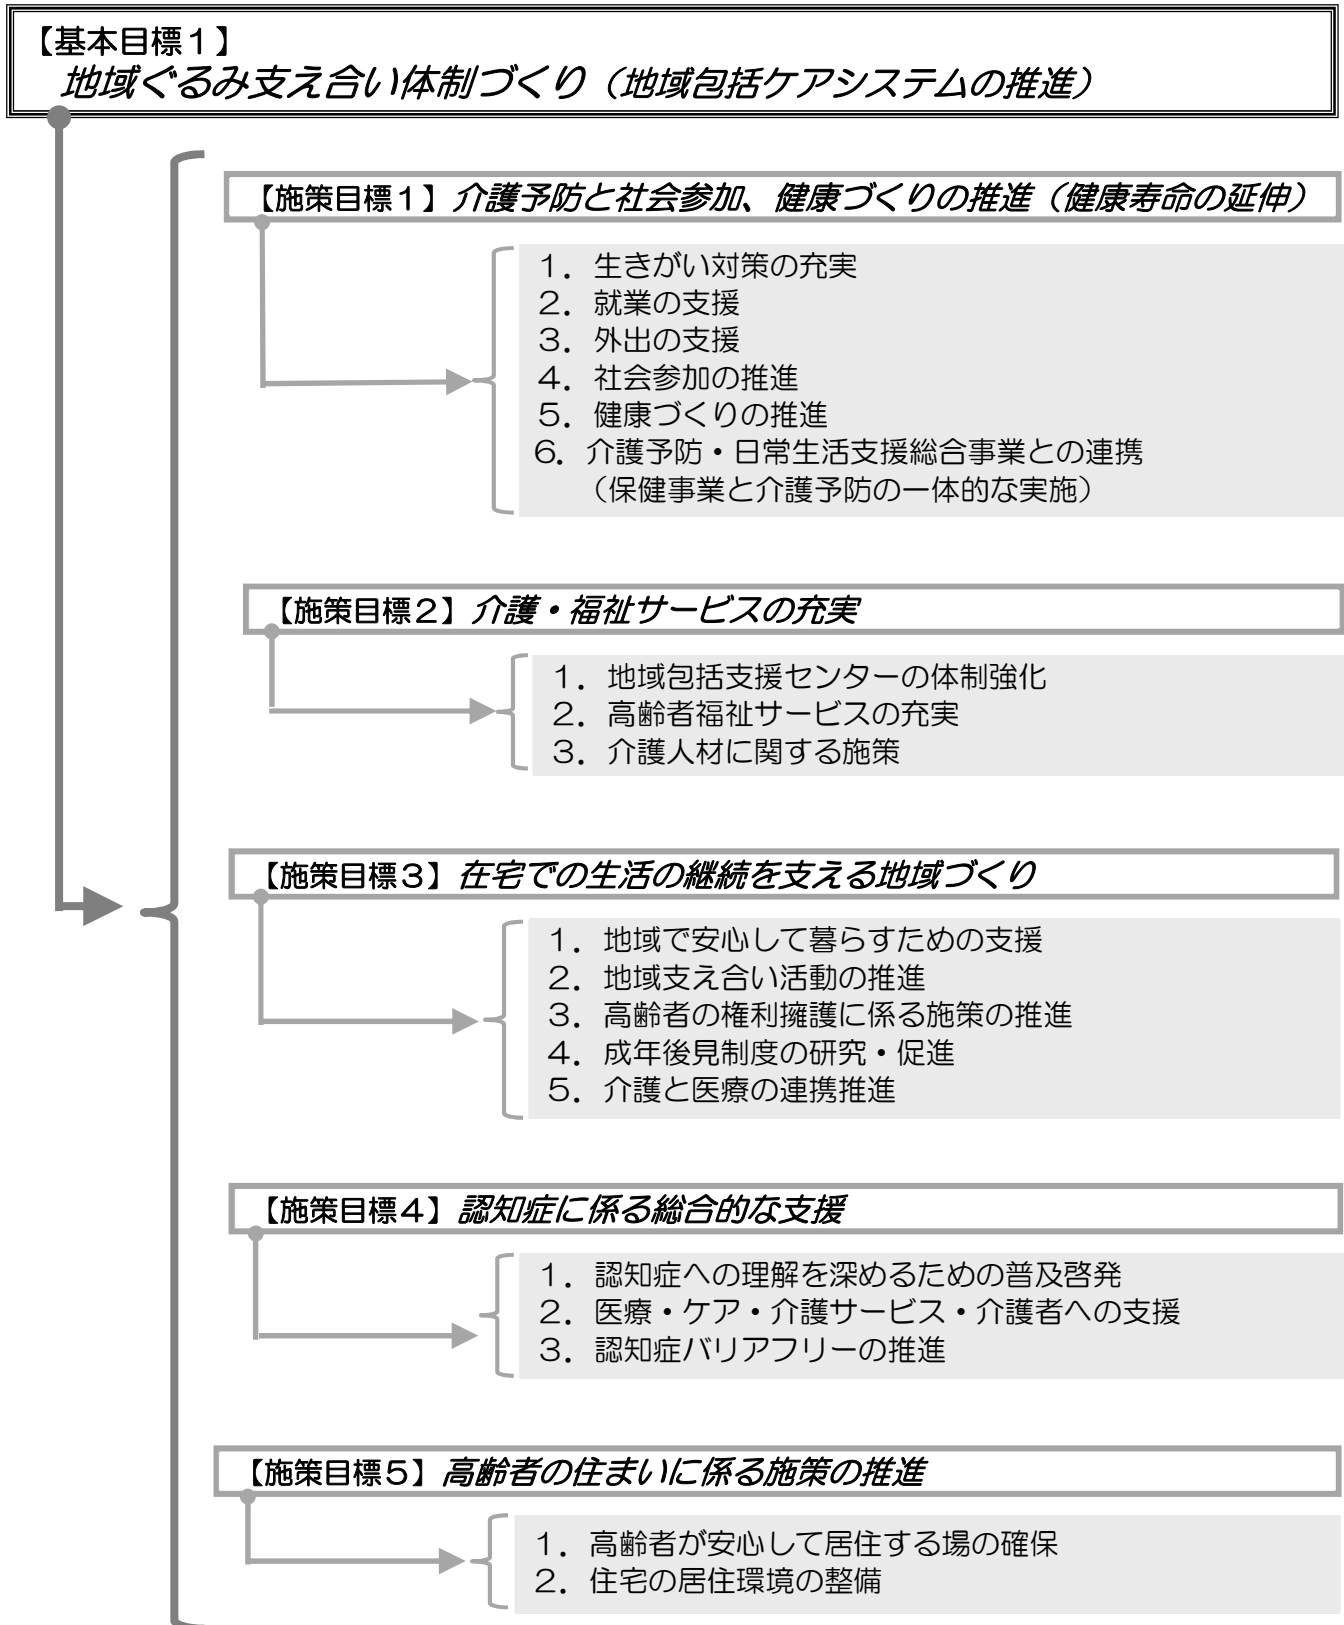 【基本目標１】
地域ぐるみ支え合い体制づくり（地域包括ケアシステムの推進）
【施策目標１】介護予防と社会参加、健康づくりの推進（健康寿命の延伸）
１．生きがい対策の充実
２．就業の支援
３．外出の支援
４．社会参加の推進
５．健康づくりの推進
６．介護予防・日常生活支援総合事業との連携
（保健事業と介護予防の一体的な実施）
【施策目標２】介護・福祉サービスの充実
１．地域包括支援センターの体制強化
２．高齢者福祉サービスの充実
３．介護人材に関する施策
【施策目標３】在宅での生活の継続を支える地域づくり
１．地域で安心して暮らすための支援
２．地域支え合い活動の推進
３．高齢者の権利擁護に係る施策の推進
４．成年後見制度の研究・促進
５．介護と医療の連携推進
【施策目標４】認知症に係る総合的な支援
１．認知症への理解を深めるための普及啓発
２．医療・ケア・介護サービス・介護者への支援
３．認知症バリアフリーの推進
【施策目標５】高齢者の住まいに係る施策の推進
１．高齢者が安心して居住する場の確保
２．住宅の居住環境の整備